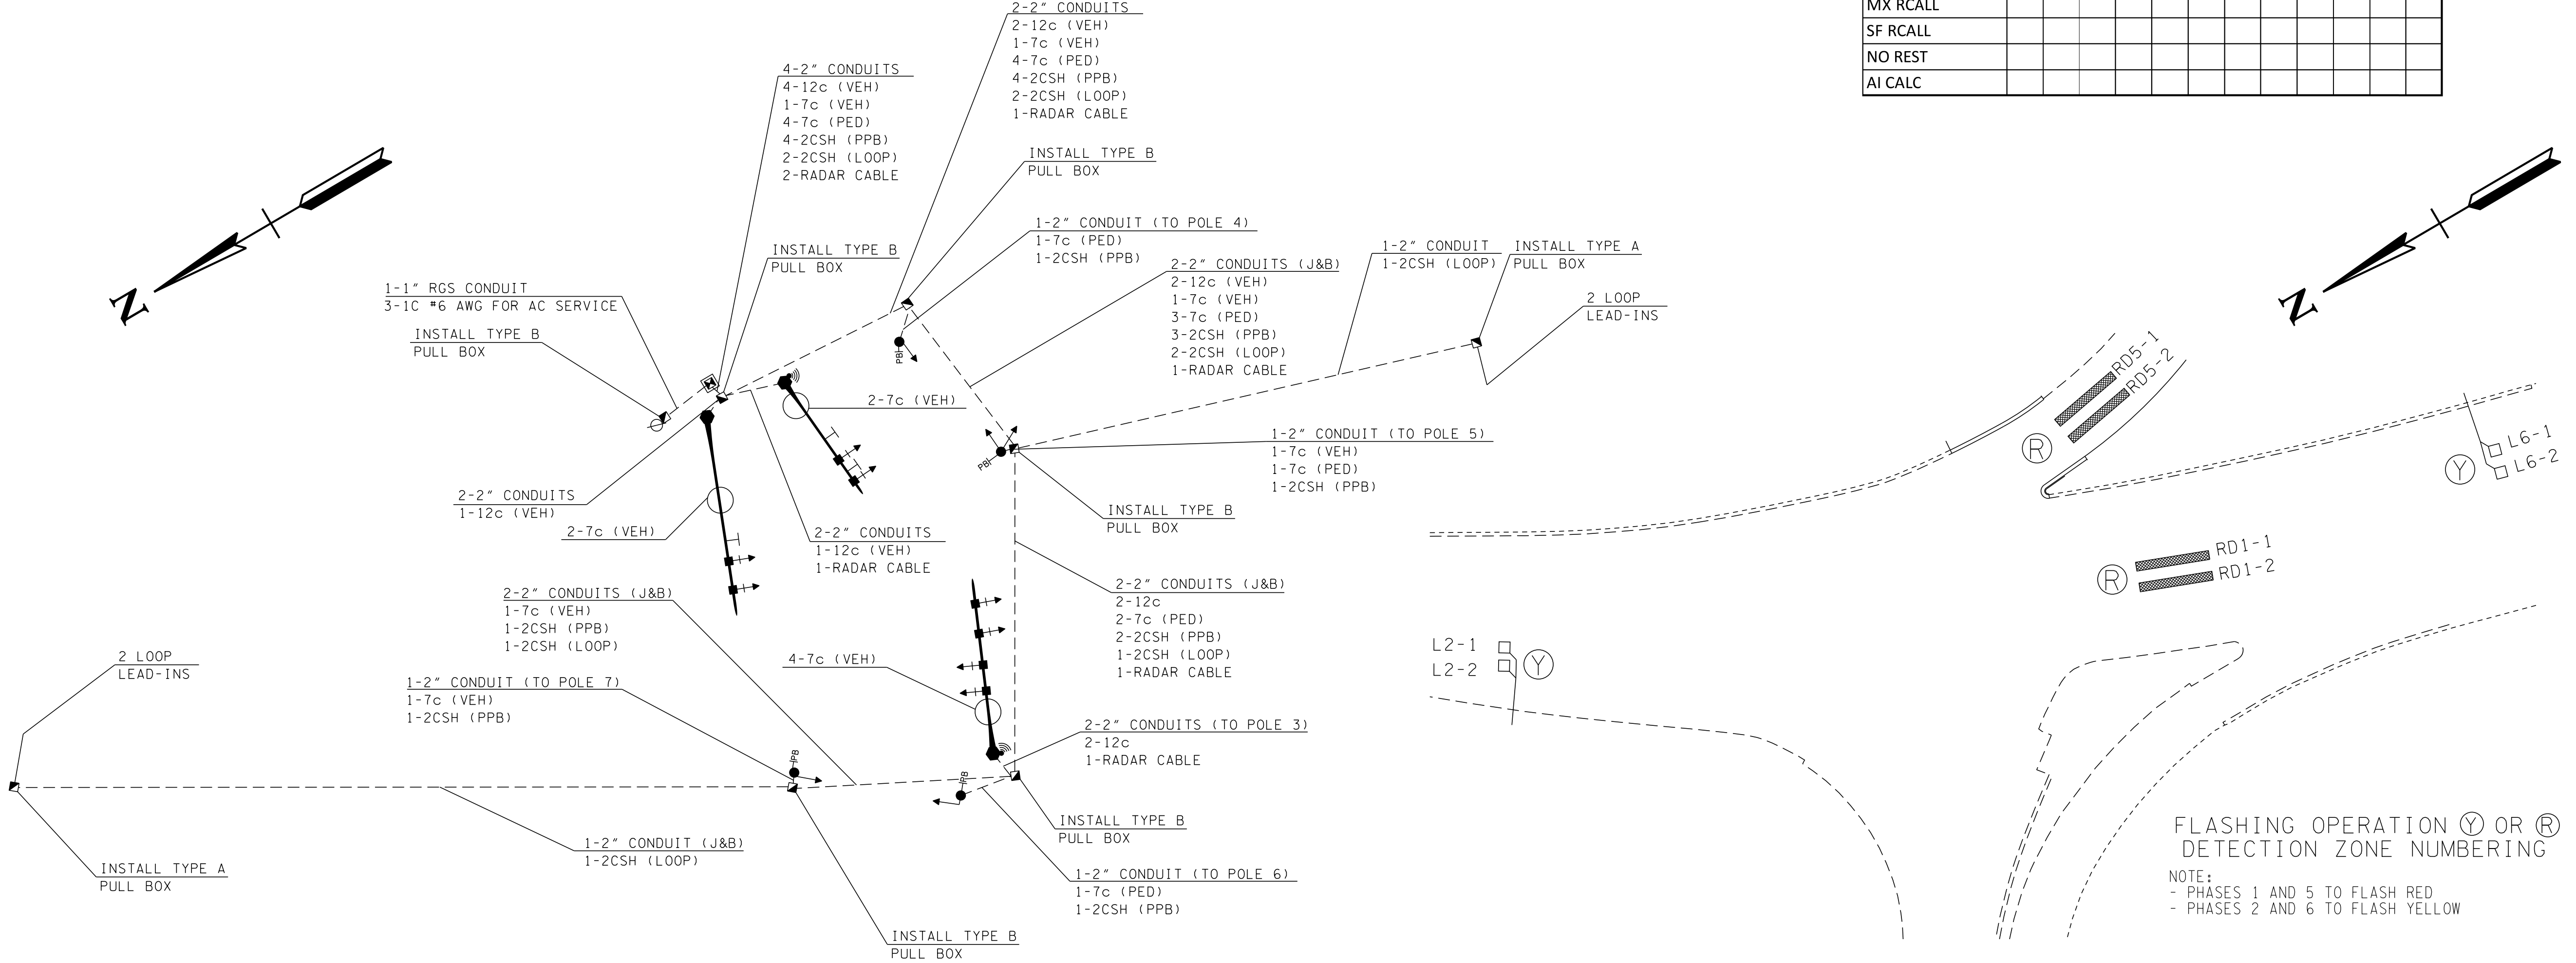 MX RCALL
SF RCALL
NO REST
AI CALC
2-2" CONDUITS
2-12c (VEH)
1-7c (VEH)
4-7c (PED)
4-2CSH (PPB)
2-2CSH (LOOP)
1-RADAR CABLE
4-2" CONDUITS
4-12c (VEH)
1-7c (VEH)
4-7c (PED)
4-2CSH (PPB)
2-2CSH (LOOP)
2-RADAR CABLE
INSTALL TYPE B
PULL BOX
1-2" CONDUIT (TO POLE 4)
1-7c (PED)
1-2CSH (PPB)
INSTALL TYPE B
PULL BOX
2-2" CONDUITS (J&B)
2-12c (VEH)
1-7c (VEH)
3-7c (PED)
3-2CSH (PPB)
2-2CSH (LOOP)
1-RADAR CABLE
1-2" CONDUIT
1-2CSH (LOOP)
INSTALL TYPE A
PULL BOX
2 LOOP
LEAD-INS
N
1-1" RGS CONDUIT
3-1C #6 AWG FOR AC SERVICE
INSTALL TYPE B
PULL BOX
PB
2-7c (VEH)
PB
1-2" CONDUIT (TO POLE 5)
1-7c (VEH)
1-7c (PED)
1-2CSH (PPB)
INSTALL TYPE B
PULL BOX
2-2" CONDUITS
1-12c (VEH)
2-7c (VEH)
2-2" CONDUITS
1-12c (VEH)
1-RADAR CABLE
2-2" CONDUITS (J&B)
1-7c (VEH)
1-2CSH (PPB)
1-2CSH (LOOP)
2-2" CONDUITS (J&B)
2-12c
2-7c (PED)
2-2CSH (PPB)
1-2CSH (LOOP)
1-RADAR CABLE
4-7c (VEH)
2 LOOP
LEAD-INS
1-2" CONDUIT (TO POLE 7)
1-7c (VEH)
1-2CSH (PPB)
2-2" CONDUITS (TO POLE 3)
2-12c
1-RADAR CABLE
PB
PB
INSTALL TYPE B
PULL BOX
1-2" CONDUIT (J&B)
1-2CSH (LOOP)
INSTALL TYPE A
PULL BOX
1-2" CONDUIT (TO POLE 6)
1-7c (PED)
1-2CSH (PPB)
INSTALL TYPE B
PULL BOX
N
RD5-1
RD5-2
R
L6-1
L6-2
Y
RD1-1
RD1-2
R
L2-1
L2-2
Y
FLASHING OPERATION Y OR R
DETECTION ZONE NUMBERING
NOTE:
- PHASES 1 AND 5 TO FLASH RED
- PHASES 2 AND 6 TO FLASH YELLOW